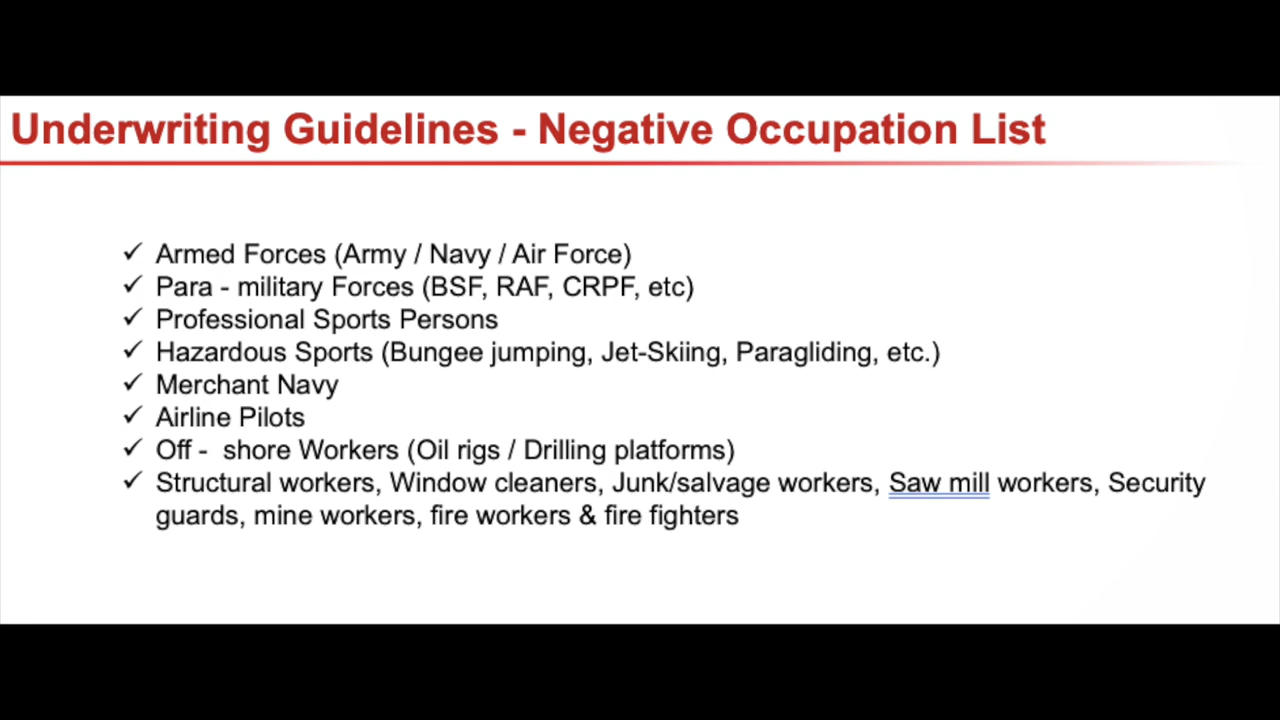 Underwriting Guidelines - Negative Occupation List
✓ Armed Forces (Army / Navy / Air Force)
✓ Para - military Forces (BSF, RAF, CRPF, etc)
✓ Professional Sports Persons
✓ Hazardous Sports (Bungee jumping, Jet-Skiing, Paragliding, etc.)
✓ Merchant Navy
✓ Airline Pilots
✓ Off -  shore Workers (Oil rigs / Drilling platforms)
✓ Structural workers, Window cleaners, Junk/salvage workers, Saw mill workers, Security
guards, mine workers, fire workers & fire fighters